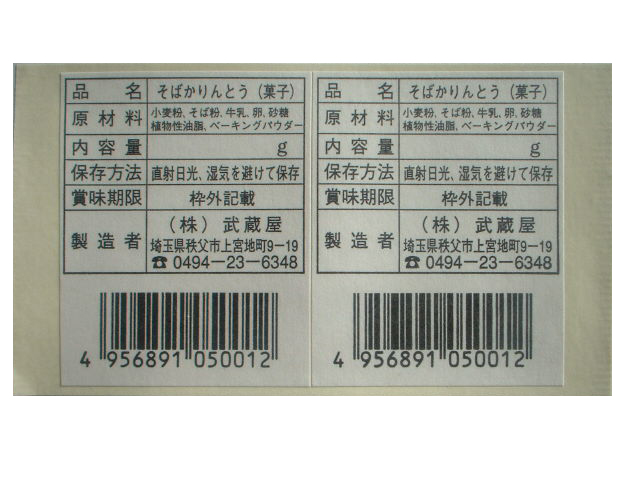 品名 そばかりんとう（菓子）
原材料 小麦粉、そば粉、牛乳、卵、砂糖
植物性油脂、ベーキングパウダー
内容量 g
保存方法 直射日光、湿気を避けて保存
賞味期限 枠外記載
製造者 （株）武蔵屋
埼玉県秩父市上宮地町9－19
☎ 0494－23－6348
4 956891 050012
品名 そばかりんとう（菓子）
原材料 小麦粉、そば粉、牛乳、卵、砂糖
植物性油脂、ベーキングパウダー
内容量 g
保存方法 直射日光、湿気を避けて保存
賞味期限 枠外記載
製造者 （株）武蔵屋
埼玉県秩父市上宮地町9－19
☎ 0494－23－6348
4 956891 050012